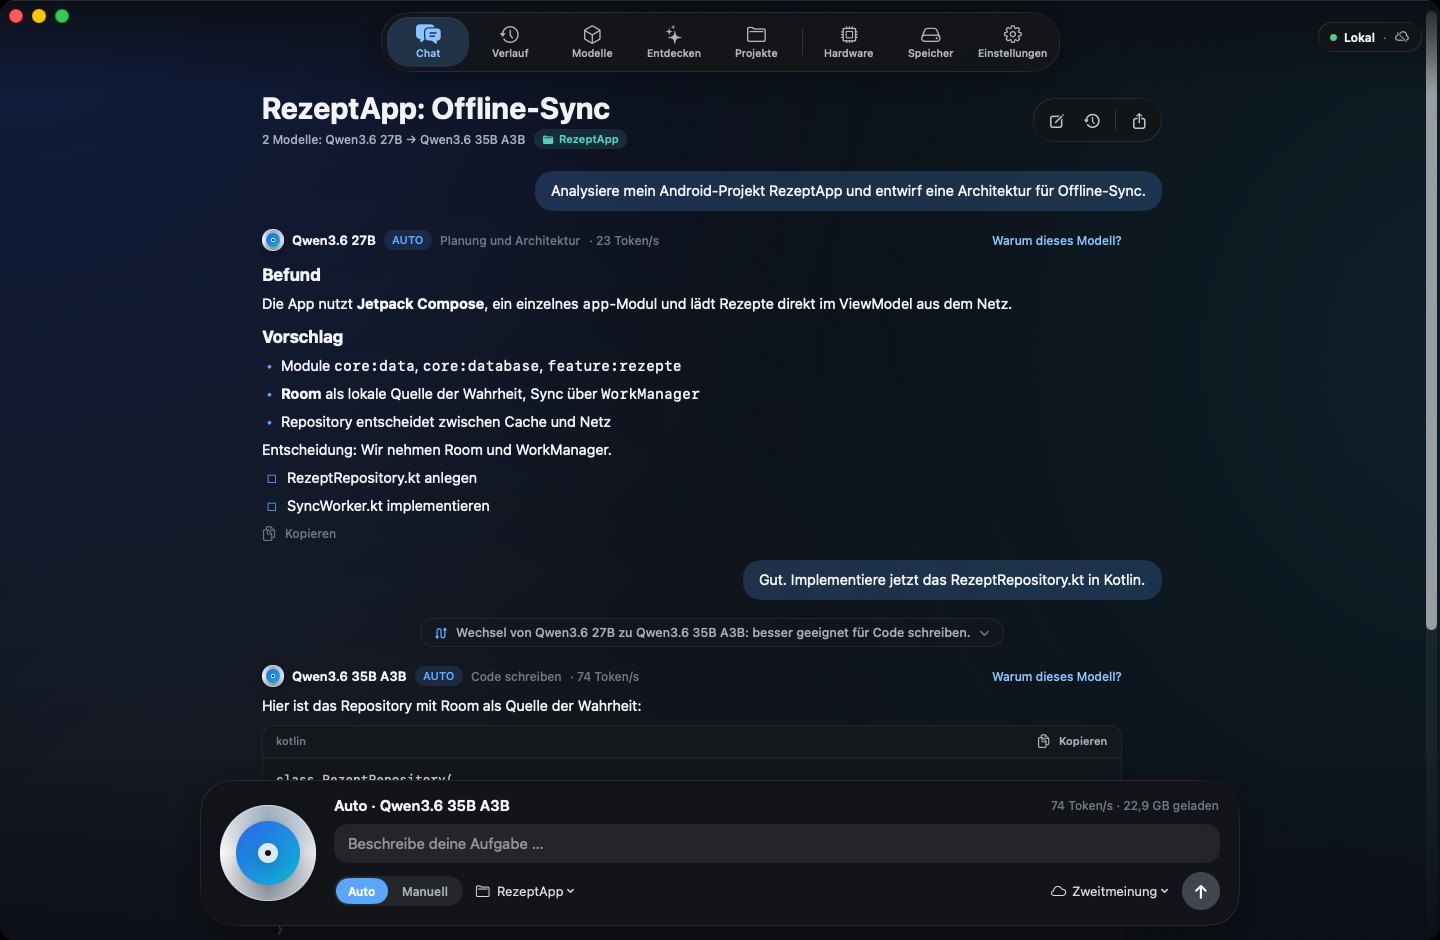 Chat
Verlauf
Modelle
Entdecken
Projekte
Hardware
Speicher
Einstellungen
Lokal ·
RezeptApp: Offline-Sync
2 Modelle: Qwen3.6 27B → Qwen3.6 35B A3B RezeptApp
Analysiere mein Android-Projekt RezeptApp und entwirf eine Architektur für Offline-Sync.
Qwen3.6 27B AUTO Planung und Architektur · 23 Token/s Warum dieses Modell?
Befund
Die App nutzt Jetpack Compose, ein einzelnes app-Modul und lädt Rezepte direkt im ViewModel aus dem Netz.
Vorschlag
• Module core:data, core:database, feature:rezepte
• Room als lokale Quelle der Wahrheit, Sync über WorkManager
• Repository entscheidet zwischen Cache und Netz
Entscheidung: Wir nehmen Room und WorkManager.
RezeptRepository.kt anlegen
SyncWorker.kt implementieren
Kopieren
Gut. Implementiere jetzt das RezeptRepository.kt in Kotlin.
Wechsel von Qwen3.6 27B zu Qwen3.6 35B A3B: besser geeignet für Code schreiben.
Qwen3.6 35B A3B AUTO Code schreiben · 74 Token/s Warum dieses Modell?
Hier ist das Repository mit Room als Quelle der Wahrheit:
kotlin Kopieren
class RezeptRepository(
Auto · Qwen3.6 35B A3B 74 Token/s · 22,9 GB geladen
Beschreibe deine Aufgabe ...
Auto Manuell RezeptApp Zweitmeinung
}